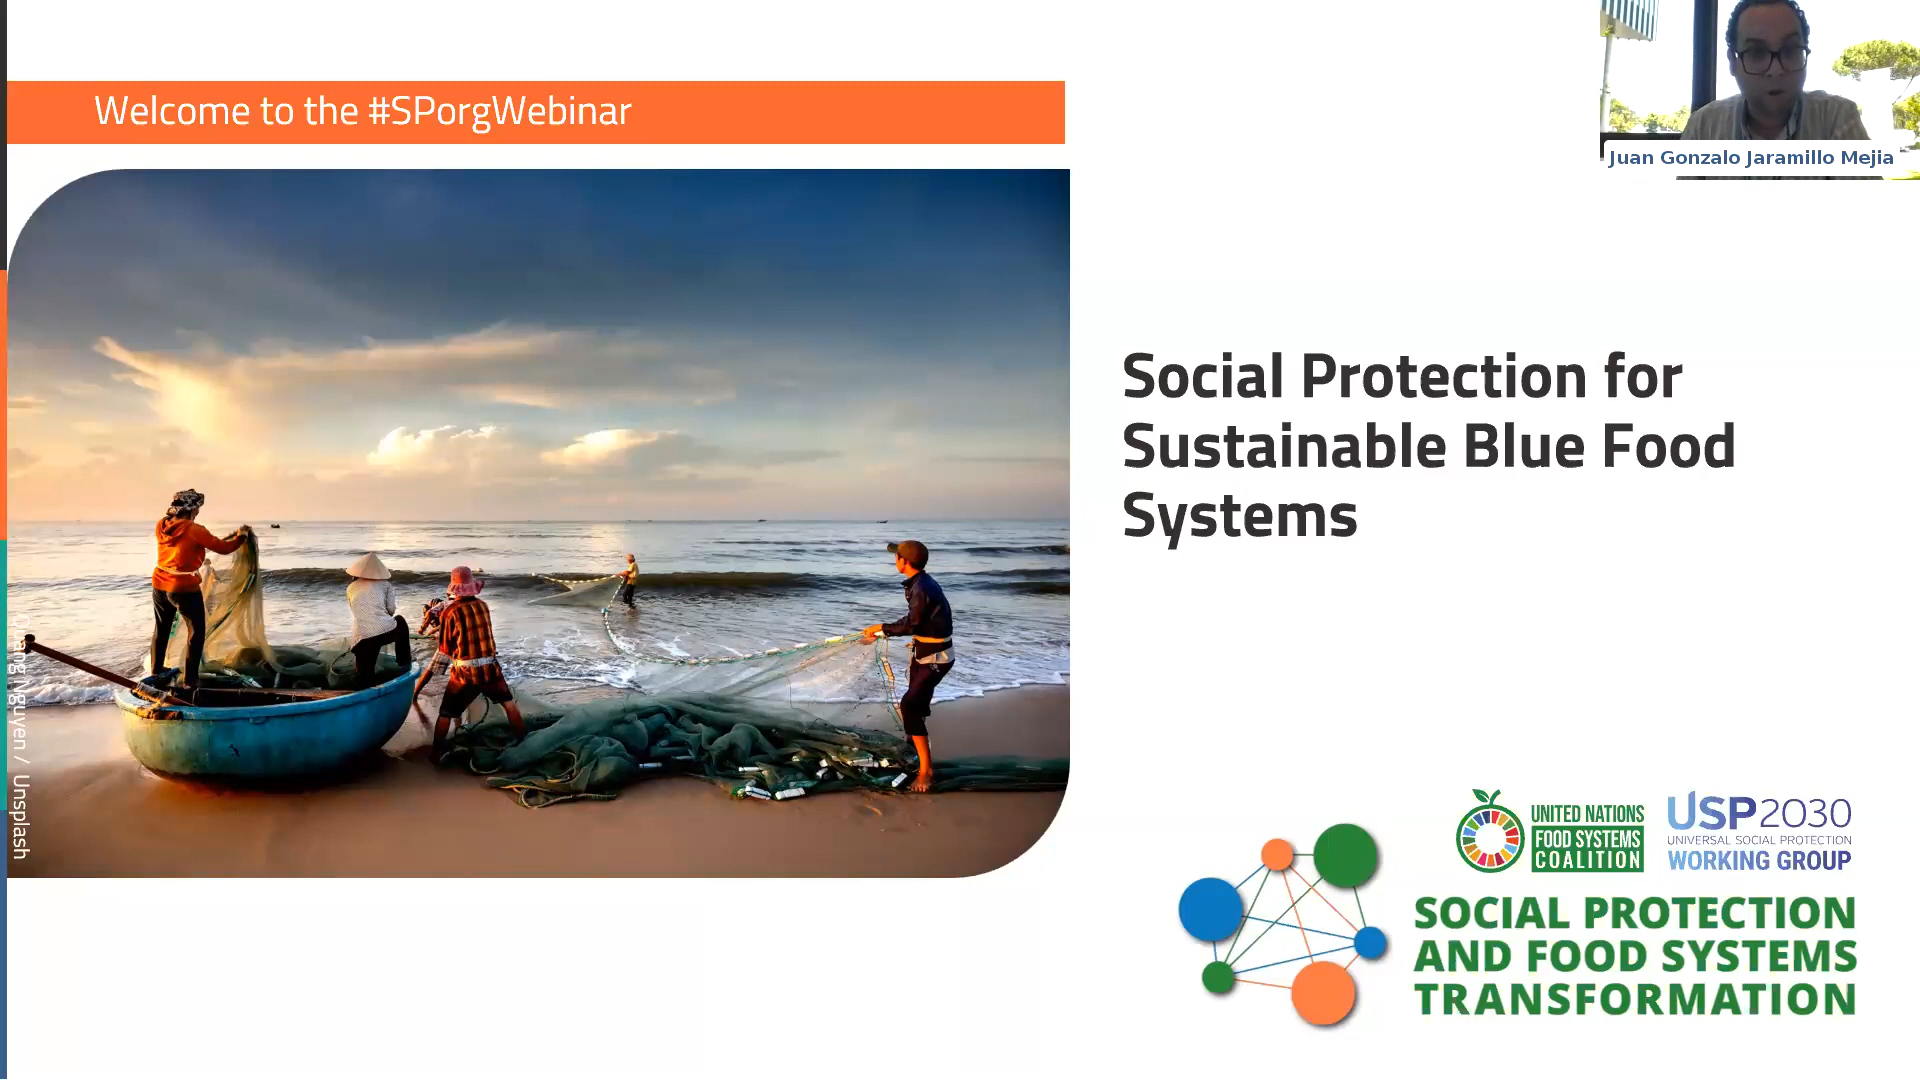 Welcome to the #SPorgWebinar
Juan Gonzalo Jaramillo Mejia
Social Protection for
Sustainable Blue Food
Systems
Quang Nguyen / Unsplash
UNITED NATIONS
FOOD SYSTEMS
COALITION
USP2030
UNIVERSAL SOCIAL PROTECTION
WORKING GROUP
SOCIAL PROTECTION
AND FOOD SYSTEMS
TRANSFORMATION